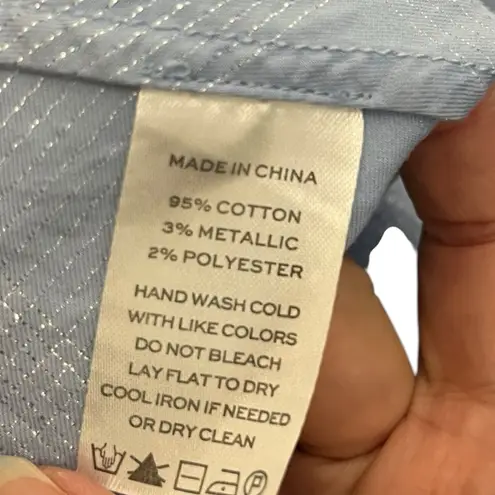 MADE IN CHINA
95% COTTON
3% METALLIC
2% POLYESTER
HAND WASH COLD
WITH LIKE COLORS
DO NOT BLEACH
LAY FLAT TO DRY
COOL IRON IF NEEDED
OR DRY CLEAN
P